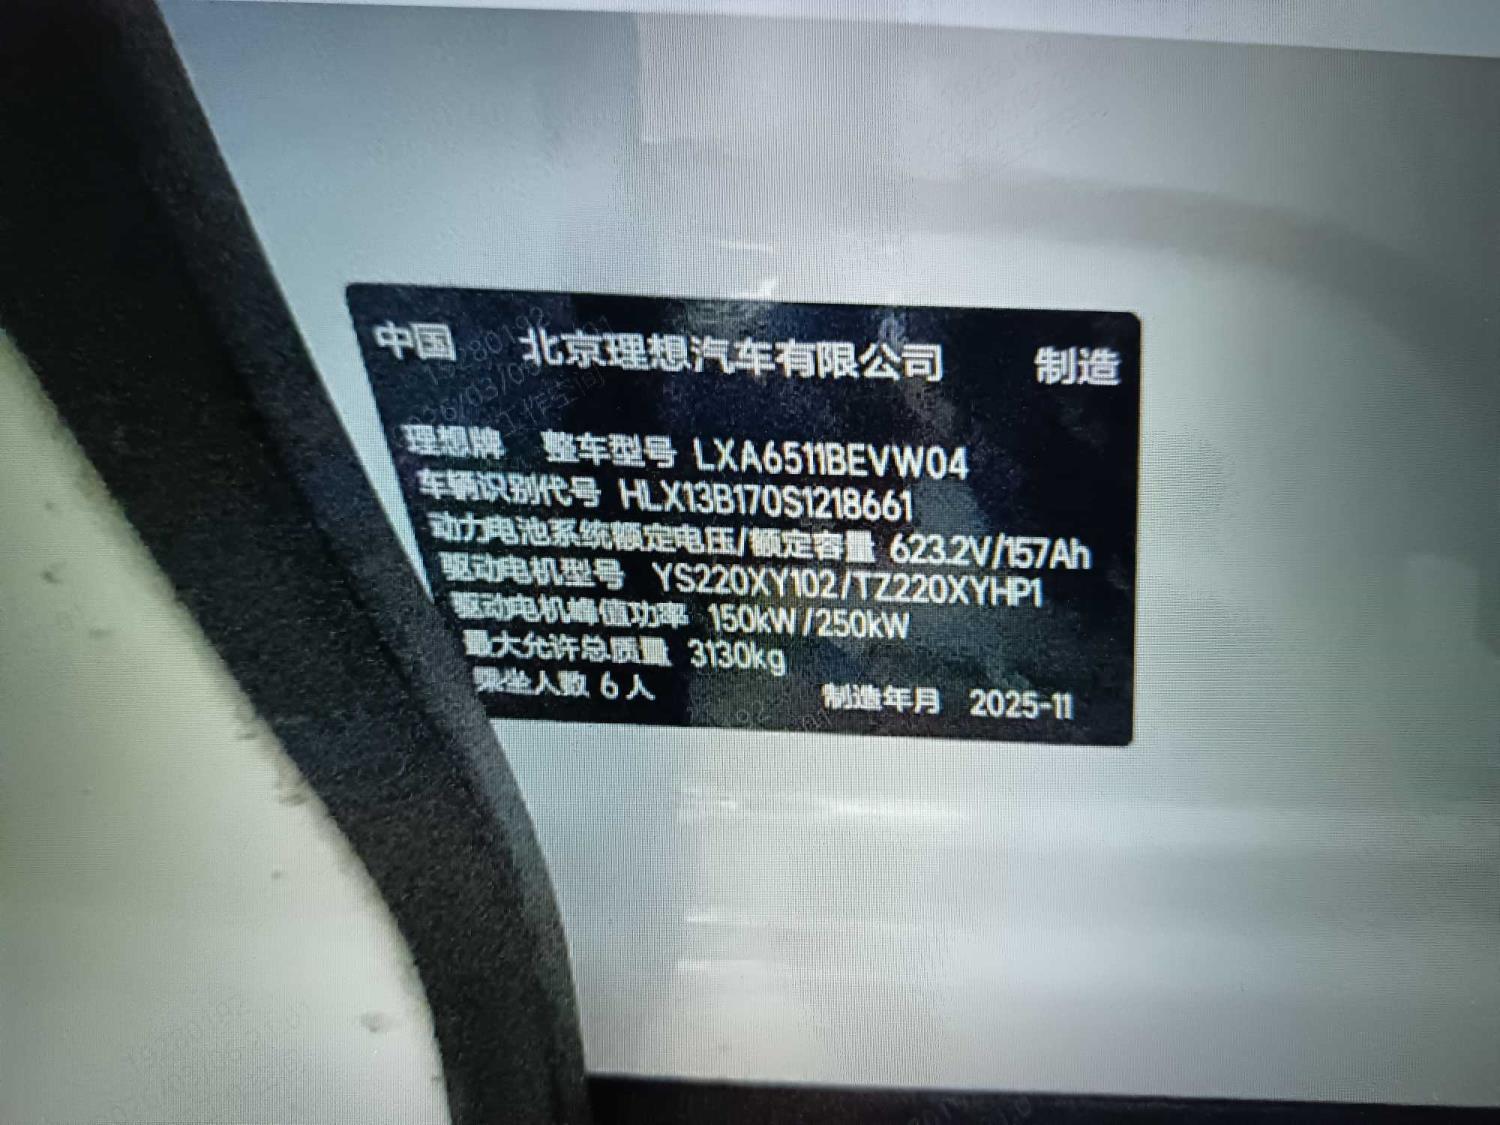 中国 北京理想汽车有限公司 制造
理想牌 整车型号 LXA6511BEVW04
车辆识别代号 HLX13B170S1218661
动力电池系统额定电压/额定容量 623.2V/157Ah
驱动电机型号 YS220XY102/TZ220XYHP1
驱动电机峰值功率 150kW/250kW
最大允许总质量 3130kg
乘坐人数 6人 制造年月 2025-11